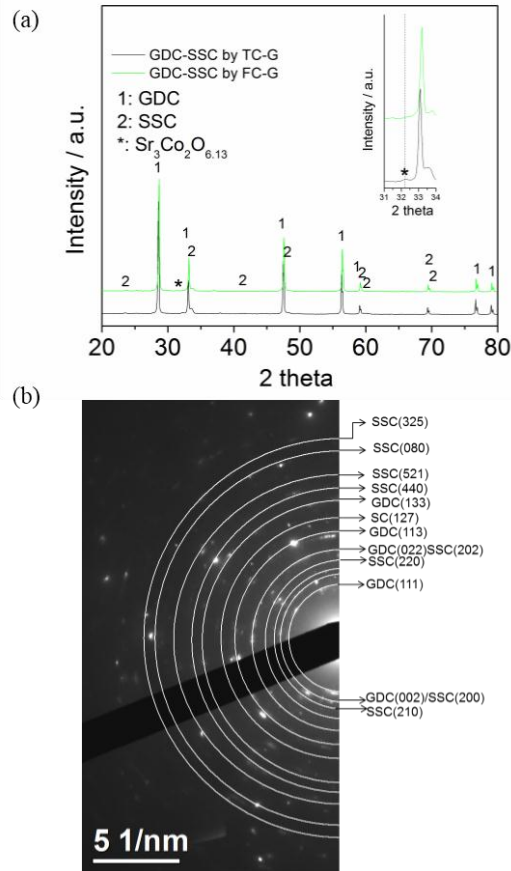 (a)
GDC-SSC by TC-G
GDC-SSC by FC-G
1: GDC
2: SSC
*: Sr3Co2O6.13
Intensity / a.u.
2 theta
20 30 40 50 60 70 80
2
1
*
1
2
2
1
2
1
1
2
2
2
2
1
1
Intensity / a.u.
*
31 32 33 34
2 theta
(b)
SSC(325)
SSC(080)
SSC(521)
SSC(440)
GDC(133)
SC(127)
GDC(113)
GDC(022)SSC(202)
SSC(220)
GDC(111)
GDC(002)/SSC(200)
SSC(210)
5 1/nm